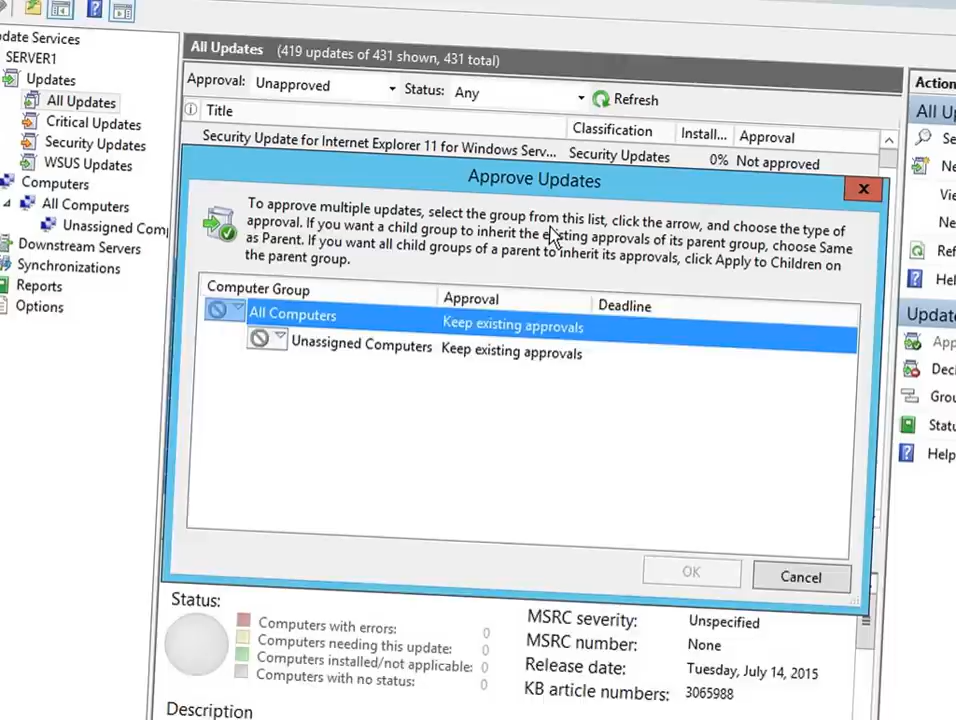 date Services
SERVER1
Updates
All Updates
Critical Updates
Security Updates
WSUS Updates
Computers
All Computers
Unassigned Com
Downstream Servers
Synchronizations
Reports
Options
All Updates (419 updates of 431 shown, 431 total)
Approval: Unapproved Status: Any Refresh
Title Classification Install... Approval
Security Update for Internet Explorer 11 for Windows Serv... Security Updates 0% Not approved
Approve Updates
To approve multiple updates, select the group from this list, click the arrow, and choose the type of
approval. If you want a child group to inherit the existing approvals of its parent group, choose Same
as Parent. If you want all child groups of a parent to inherit its approvals, click Apply to Children on
the parent group.
Computer Group Approval Deadline
All Computers Keep existing approvals
Unassigned Computers Keep existing approvals
OK Cancel
Status:
Computers with errors: 0
Computers needing this update: 0
Computers installed/not applicable: 0
Computers with no status: 0
MSRC severity: Unspecified
MSRC number: None
Release date: Tuesday, July 14, 2015
KB article numbers: 3065988
Description
Action
All Up
Se
Ne
Vie
Ne
Ref
Hel
Update
App
Decl
Grou
Statu
Help